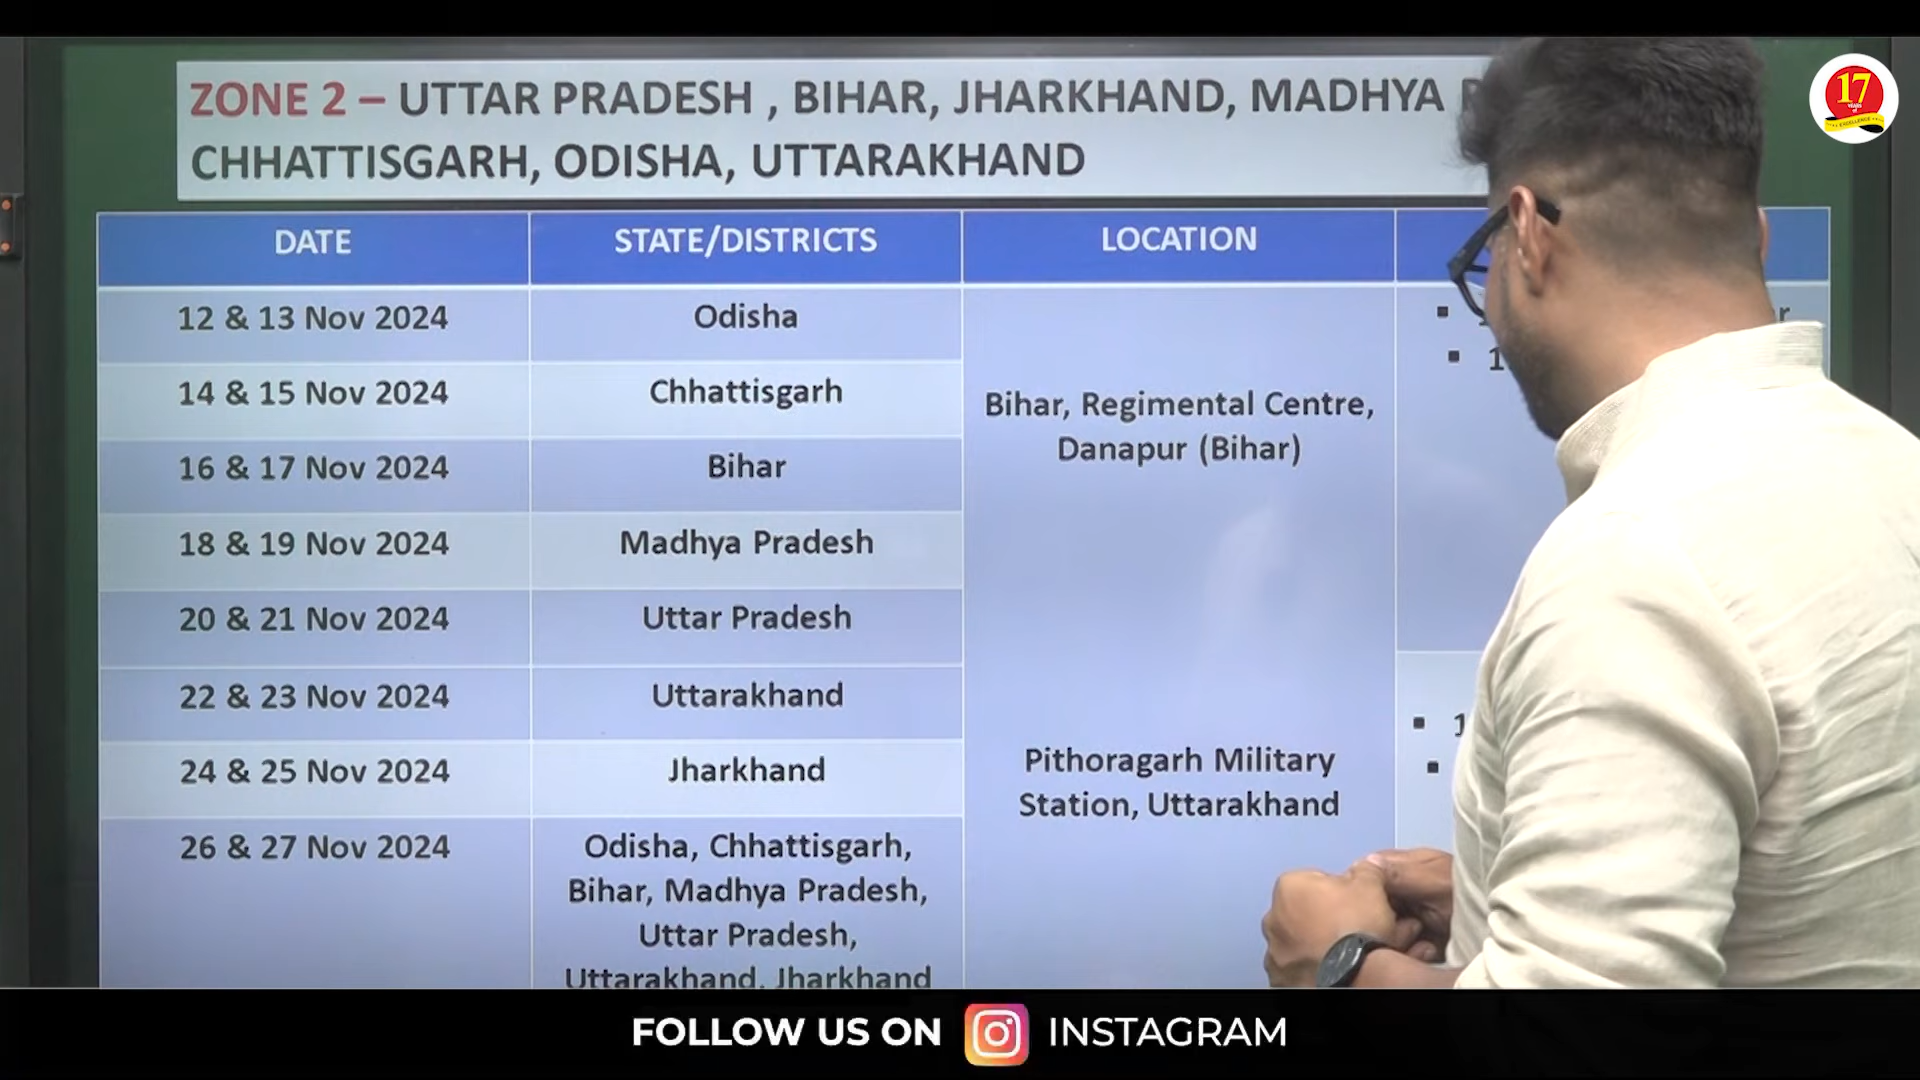 ZONE 2 – UTTAR PRADESH , BIHAR, JHARKHAND, MADHYA
CHHATTISGARH, ODISHA, UTTARAKHAND
17
YEARS
of
EXCELLENCE
DATE
STATE/DISTRICTS
LOCATION
12 & 13 Nov 2024
Odisha
14 & 15 Nov 2024
Chhattisgarh
16 & 17 Nov 2024
Bihar
18 & 19 Nov 2024
Madhya Pradesh
20 & 21 Nov 2024
Uttar Pradesh
22 & 23 Nov 2024
Uttarakhand
24 & 25 Nov 2024
Jharkhand
26 & 27 Nov 2024
Odisha, Chhattisgarh,
Bihar, Madhya Pradesh,
Uttar Pradesh,
Uttarakhand, Jharkhand
Bihar, Regimental Centre,
Danapur (Bihar)
Pithoragarh Military
Station, Uttarakhand
FOLLOW US ON INSTAGRAM